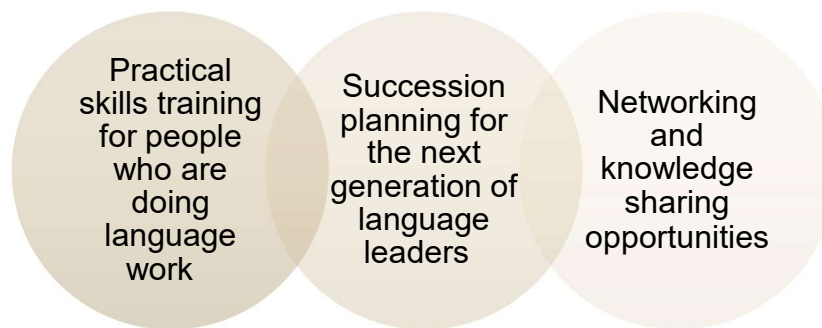 Practical
skills training
for people
who are
doing
language
work
Succession
planning for
the next
generation of
language
leaders
Networking
and
knowledge
sharing
opportunities